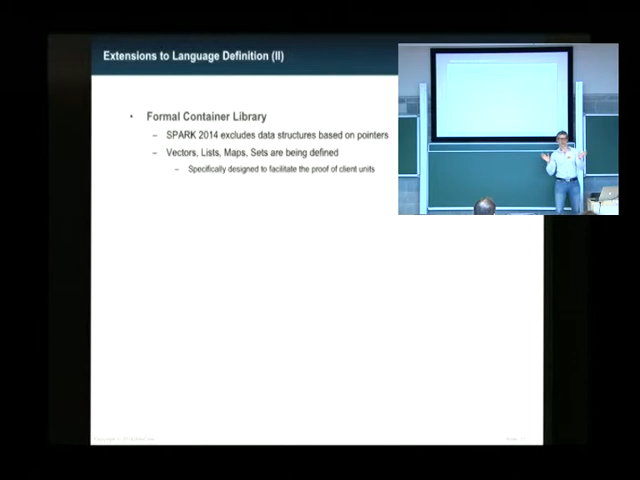 Extensions to Language Definition (II)
• Formal Container Library
– SPARK 2014 excludes data structures based on pointers
– Vectors, Lists, Maps, Sets are being defined
– Specifically designed to facilitate the proof of client units